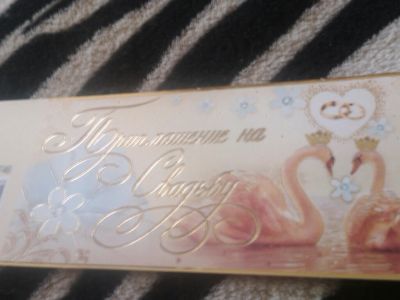 Приглашение на
Свадьбу